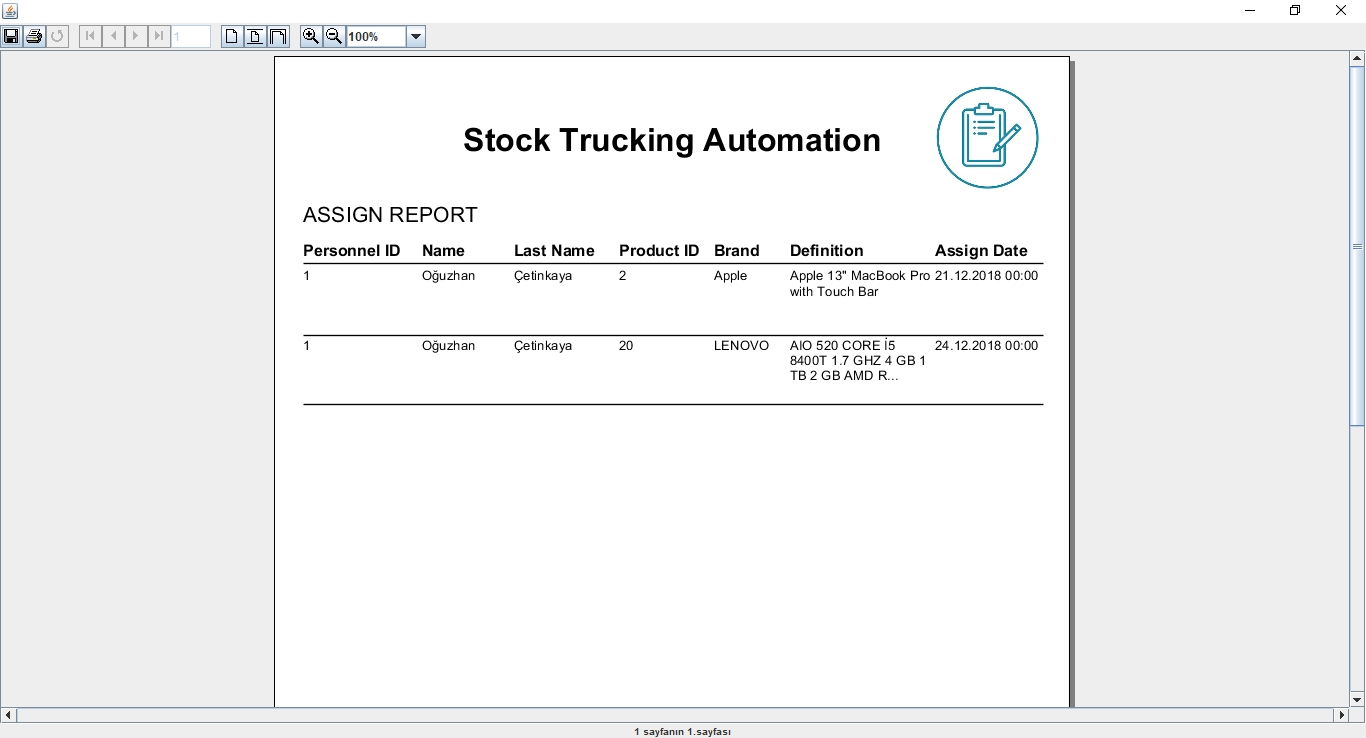 1
100%
Stock Trucking Automation
ASSIGN REPORT
Personnel ID Name Last Name Product ID Brand Definition Assign Date
1 Oğuzhan Çetinkaya 2 Apple Apple 13" MacBook Pro 21.12.2018 00:00
with Touch Bar
1 Oğuzhan Çetinkaya 20 LENOVO AIO 520 CORE İ5 24.12.2018 00:00
8400T 1.7 GHZ 4 GB 1
TB 2 GB AMD R...
1 sayfanın 1.sayfası